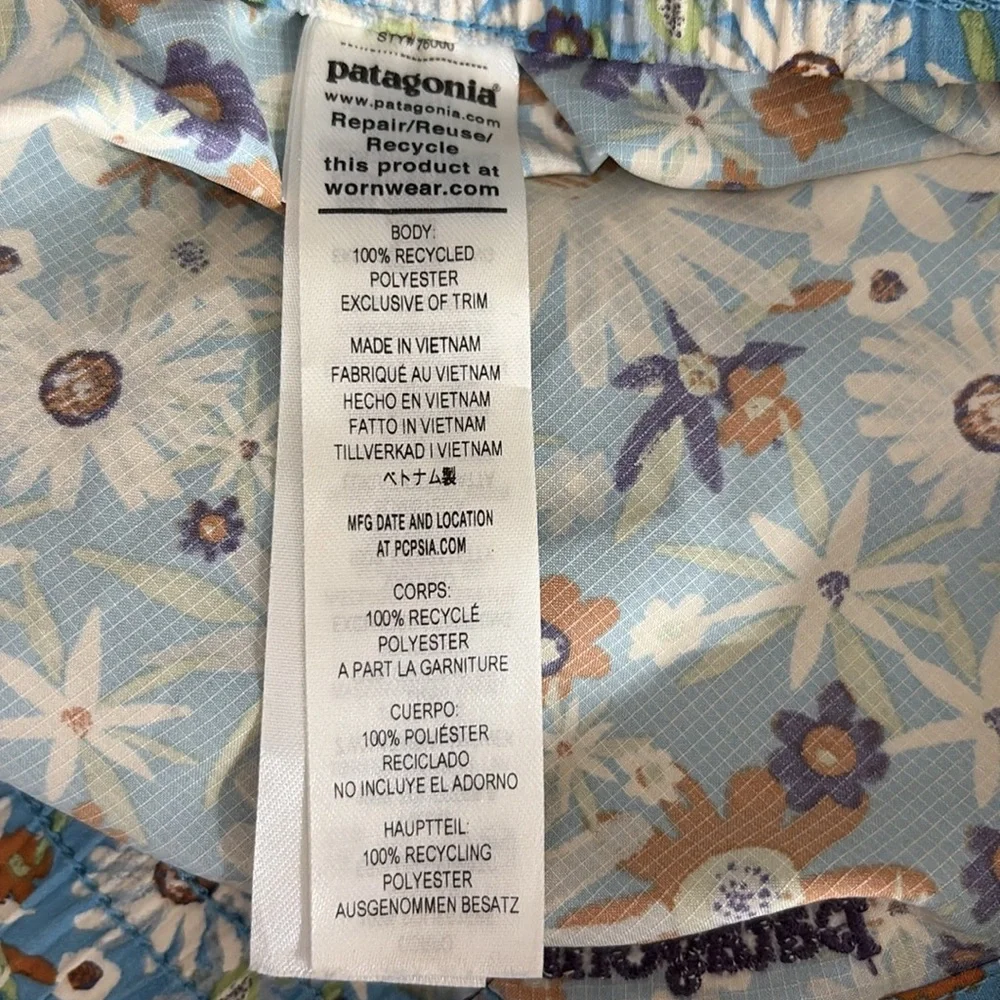 patagonia®
www.patagonia.com
Repair/Reuse/
Recycle
this product at
wornwear.com
BODY:
100% RECYCLED
POLYESTER
EXCLUSIVE OF TRIM
MADE IN VIETNAM
FABRIQUÉ AU VIETNAM
HECHO EN VIETNAM
FATTO IN VIETNAM
TILLVERKAD I VIETNAM
ベトナム製
MFG DATE AND LOCATION
AT PCPSIA.COM
CORPS:
100% RECYCLÉ
POLYESTER
A PART LA GARNITURE
CUERPO:
100% POLIÉSTER
RECICLADO
NO INCLUYE EL ADORNO
HAUPTTEIL:
100% RECYCLING
POLYESTER
AUSGENOMMEN BESATZ